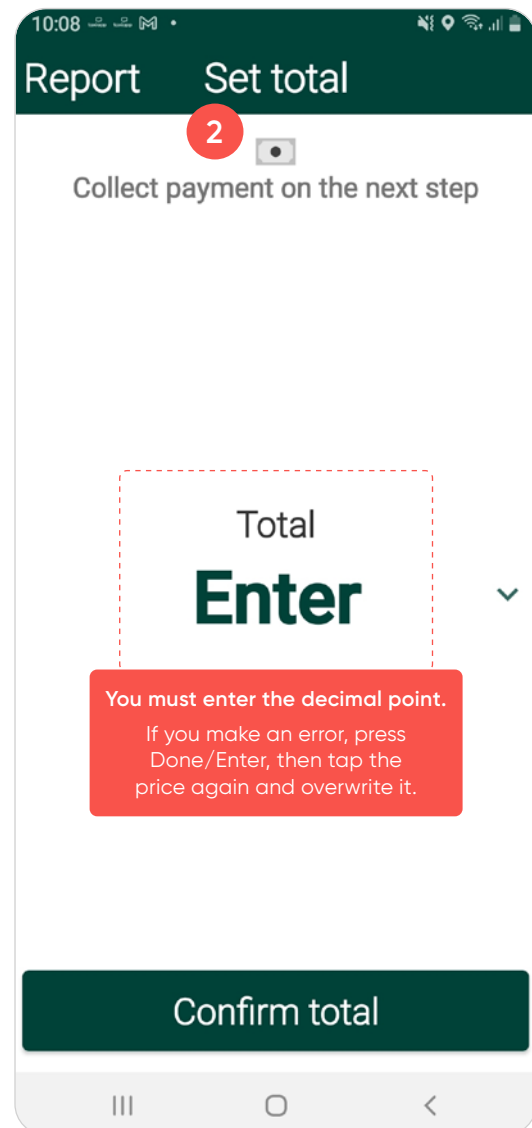 10:08
Report Set total
2
Collect payment on the next step
Total
Enter
You must enter the decimal point.
If you make an error, press
Done/Enter, then tap the
price again and overwrite it.
Confirm total